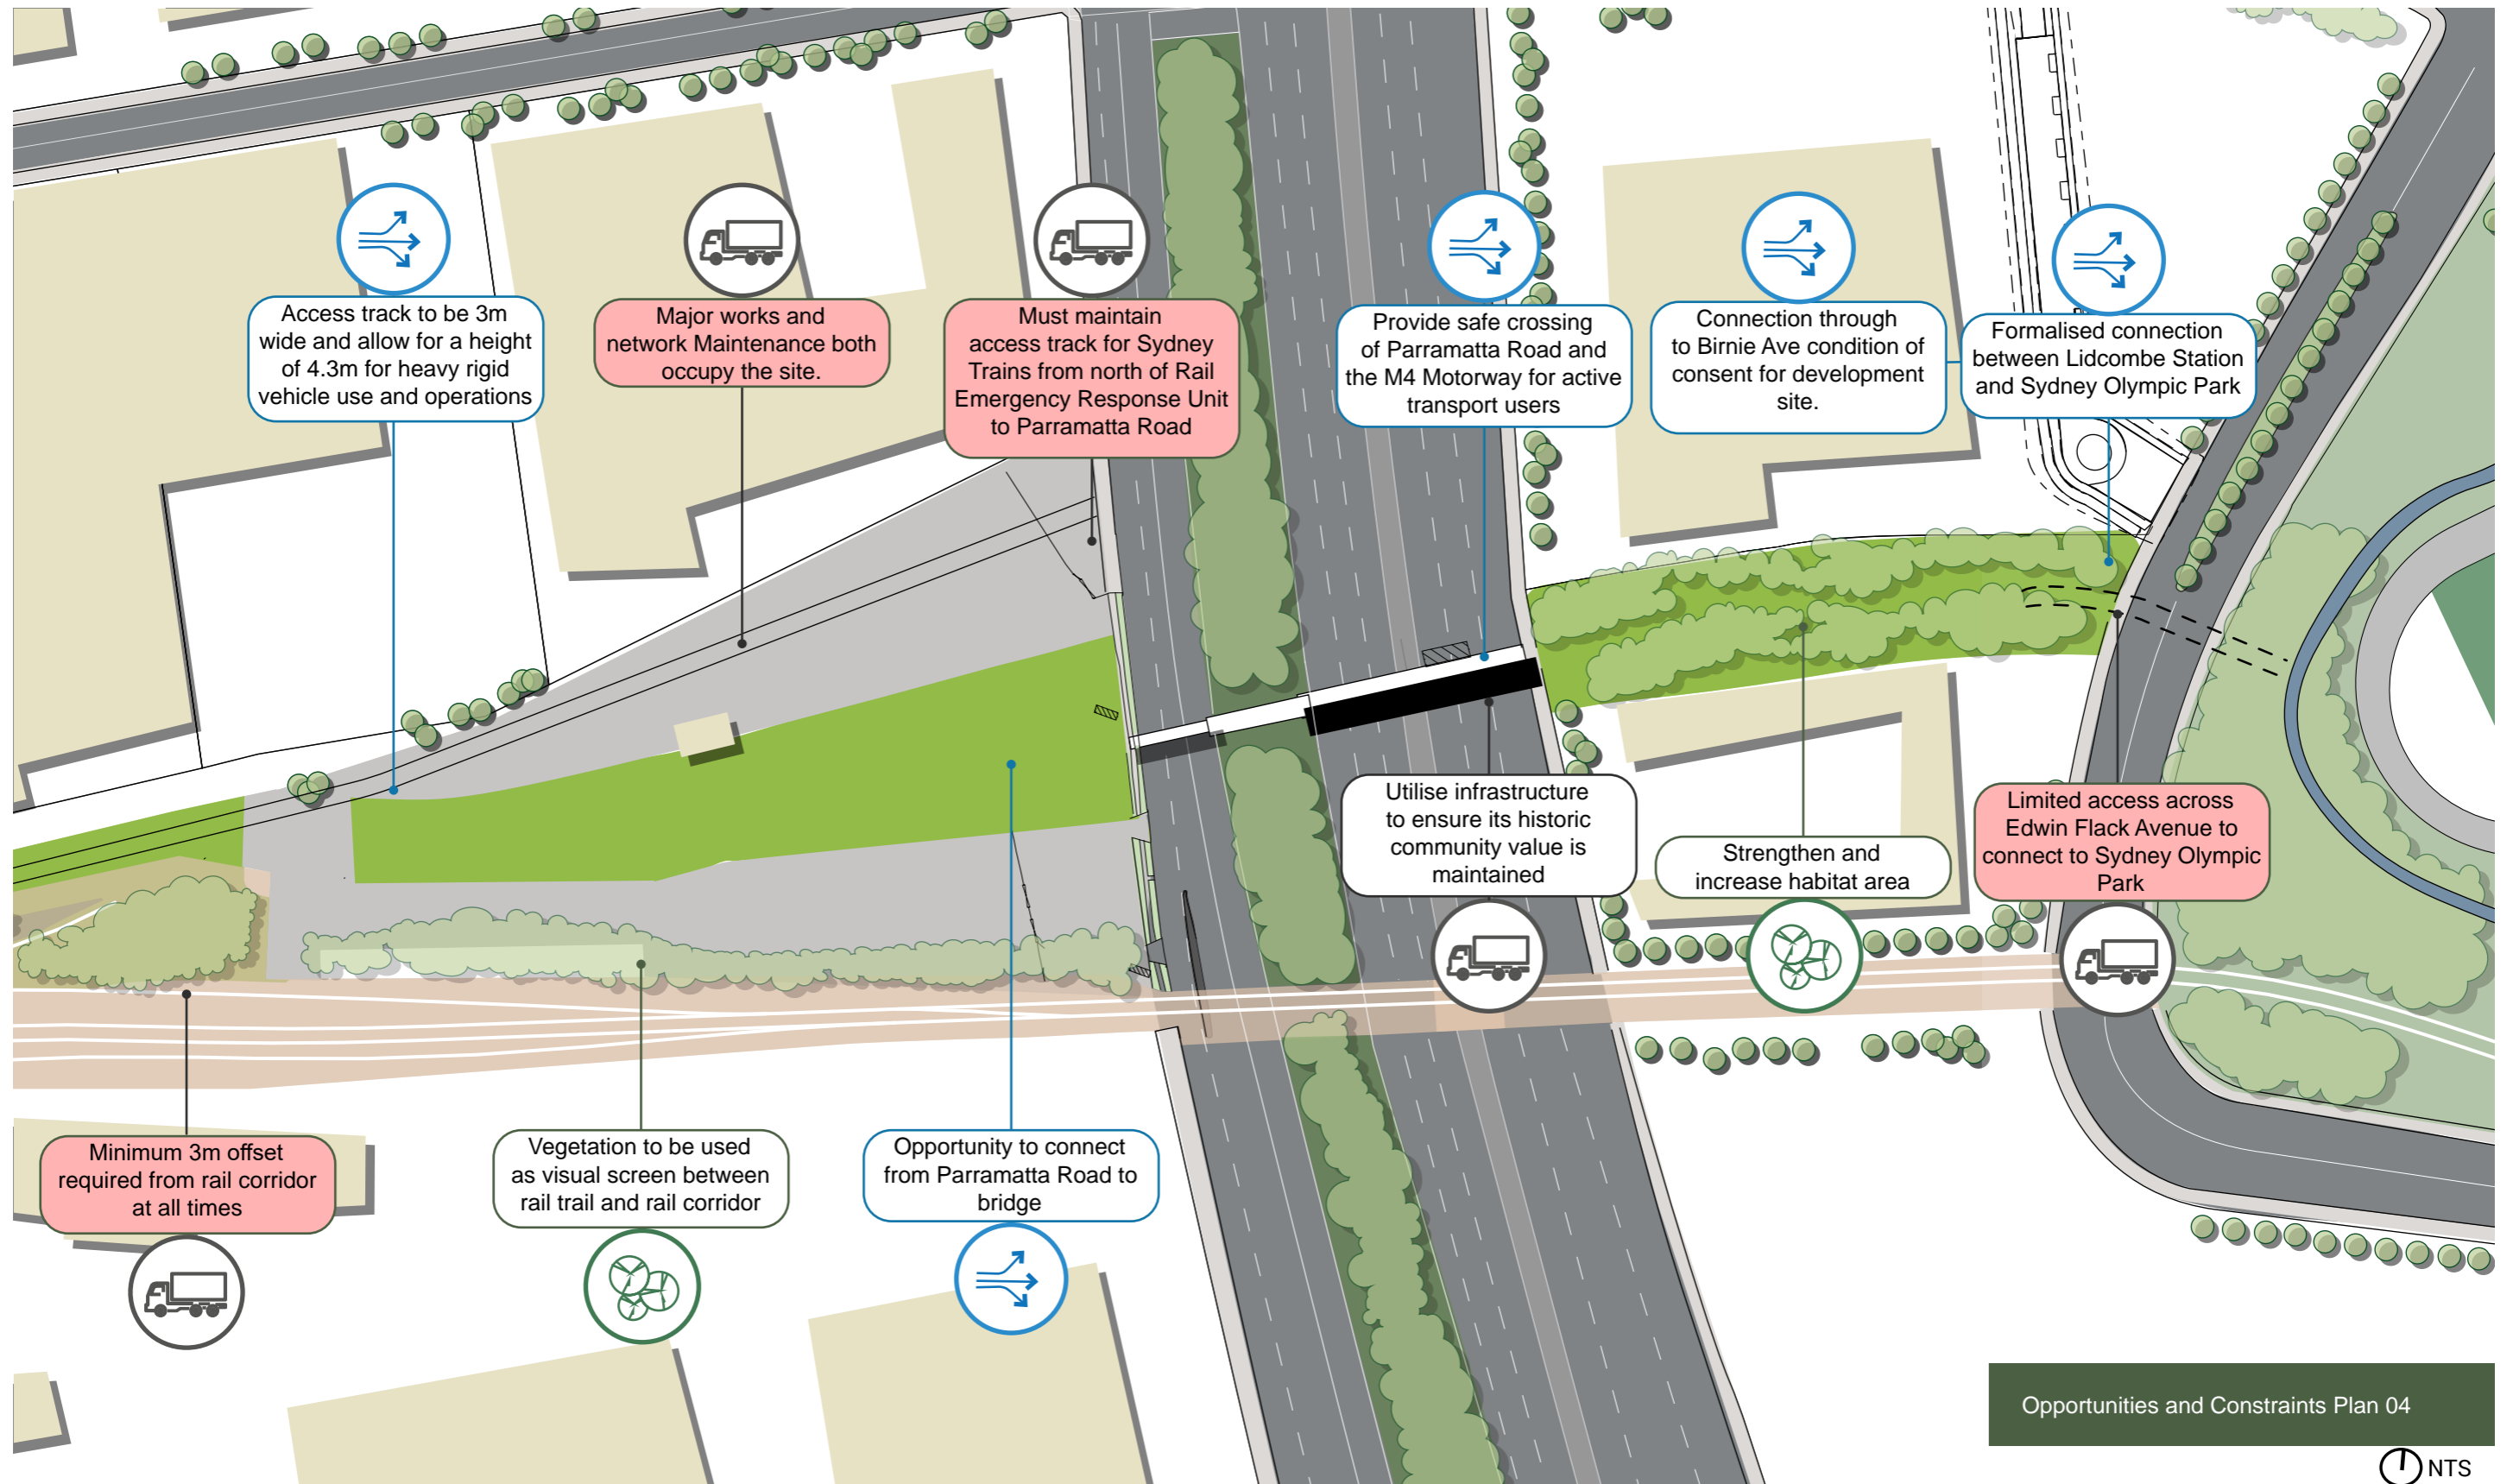 Access track to be 3m
wide and allow for a height
of 4.3m for heavy rigid
vehicle use and operations
Major works and
network Maintenance both
occupy the site.
Must maintain
access track for Sydney
Trains from north of Rail
Emergency Response Unit
to Parramatta Road
Provide safe crossing
of Parramatta Road and
the M4 Motorway for active
transport users
Connection through
to Birnie Ave condition of
consent for development
site.
Formalised connection
between Lidcombe Station
and Sydney Olympic Park
Utilise infrastructure
to ensure its historic
community value is
maintained
Strengthen and
increase habitat area
Limited access across
Edwin Flack Avenue to
connect to Sydney Olympic
Park
Minimum 3m offset
required from rail corridor
at all times
Vegetation to be used
as visual screen between
rail trail and rail corridor
Opportunity to connect
from Parramatta Road to
bridge
Opportunities and Constraints Plan 04
NTS